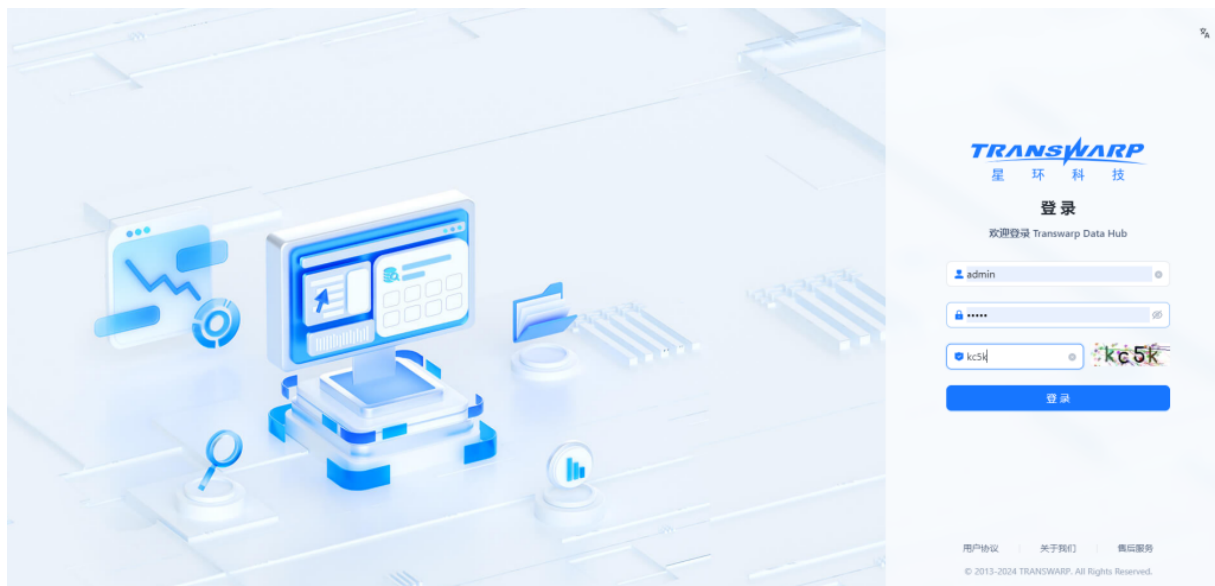 TRANSWARP
星环科技
登录
欢迎登录 Transwarp Data Hub
admin
•••••
kc5k
kc5k
登录
用户协议
关于我们
售后服务
© 2013-2024 TRANSWARP. All Rights Reserved.